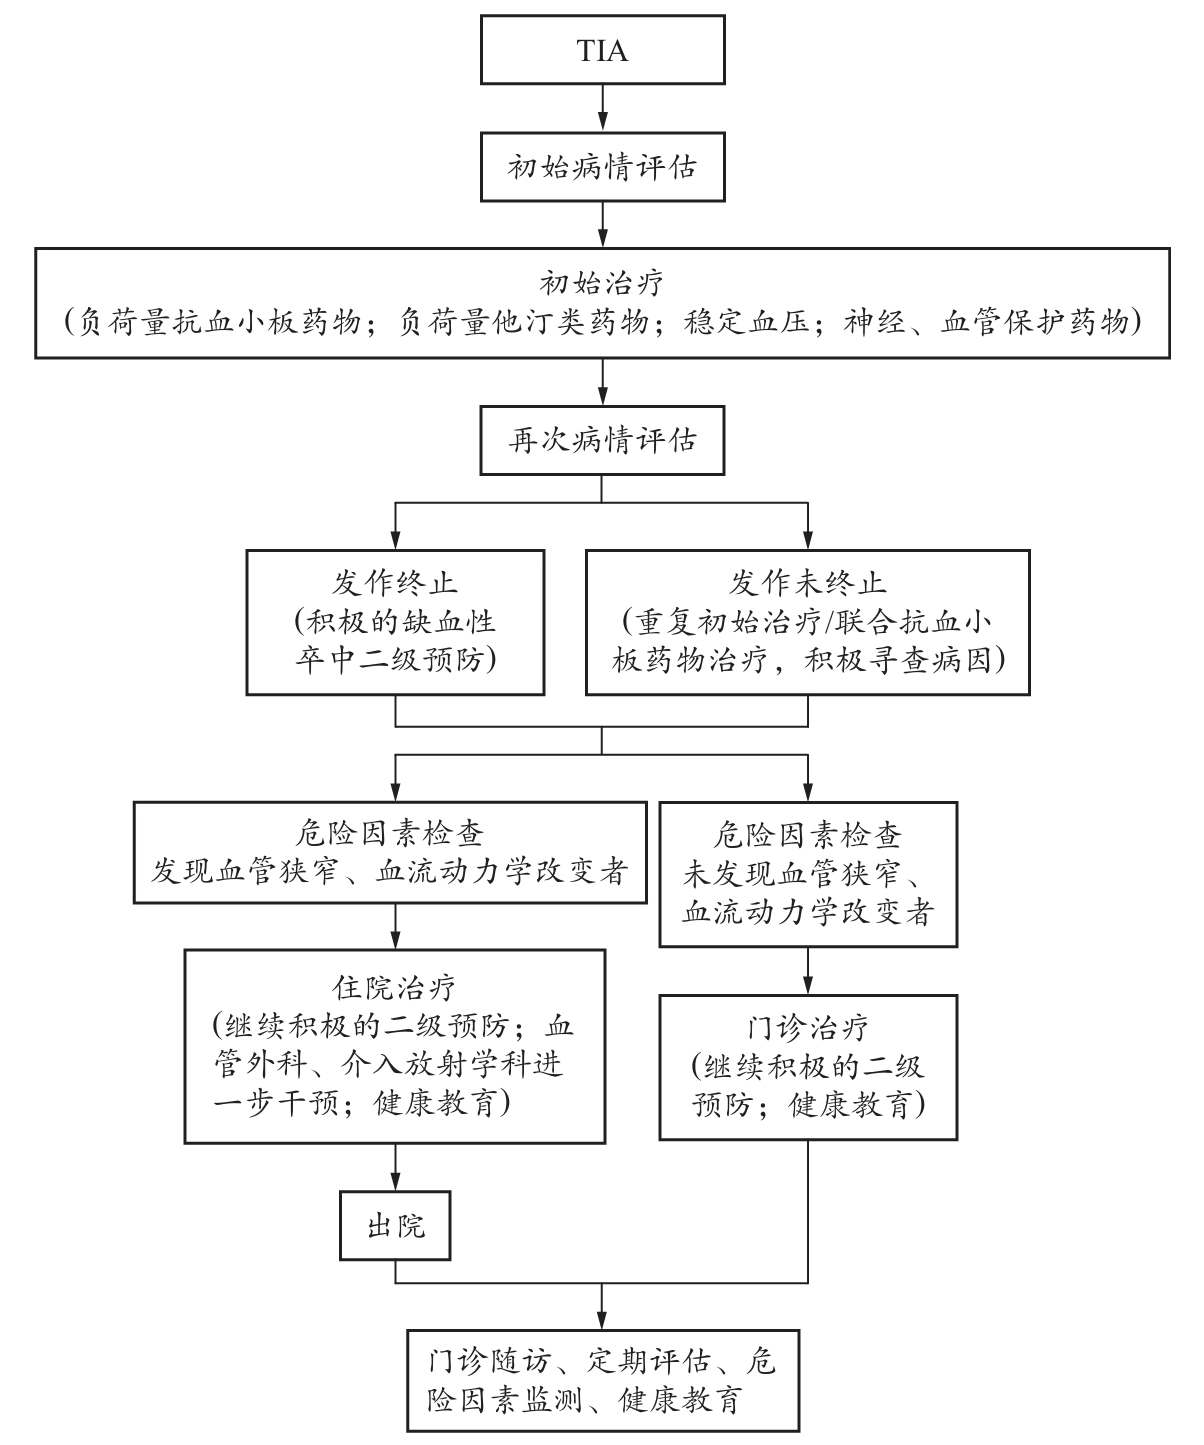 TIA
初始病情评估
初始治疗
(负荷量抗血小板药物；负荷量他汀类药物；稳定血压；神经、血管保护药物)
再次病情评估
发作终止
(积极的缺血性
卒中二级预防)
发作未终止
(重复初始治疗/联合抗血小
板药物治疗，积极寻查病因)
危险因素检查
发现血管狭窄、血流动力学改变者
危险因素检查
未发现血管狭窄、
血流动力学改变者
住院治疗
(继续积极的二级预防；血
管外科、介入放射学科进
一步干预；健康教育)
门诊治疗
(继续积极的二级
预防；健康教育)
出院
门诊随访、定期评估、危
险因素监测、健康教育